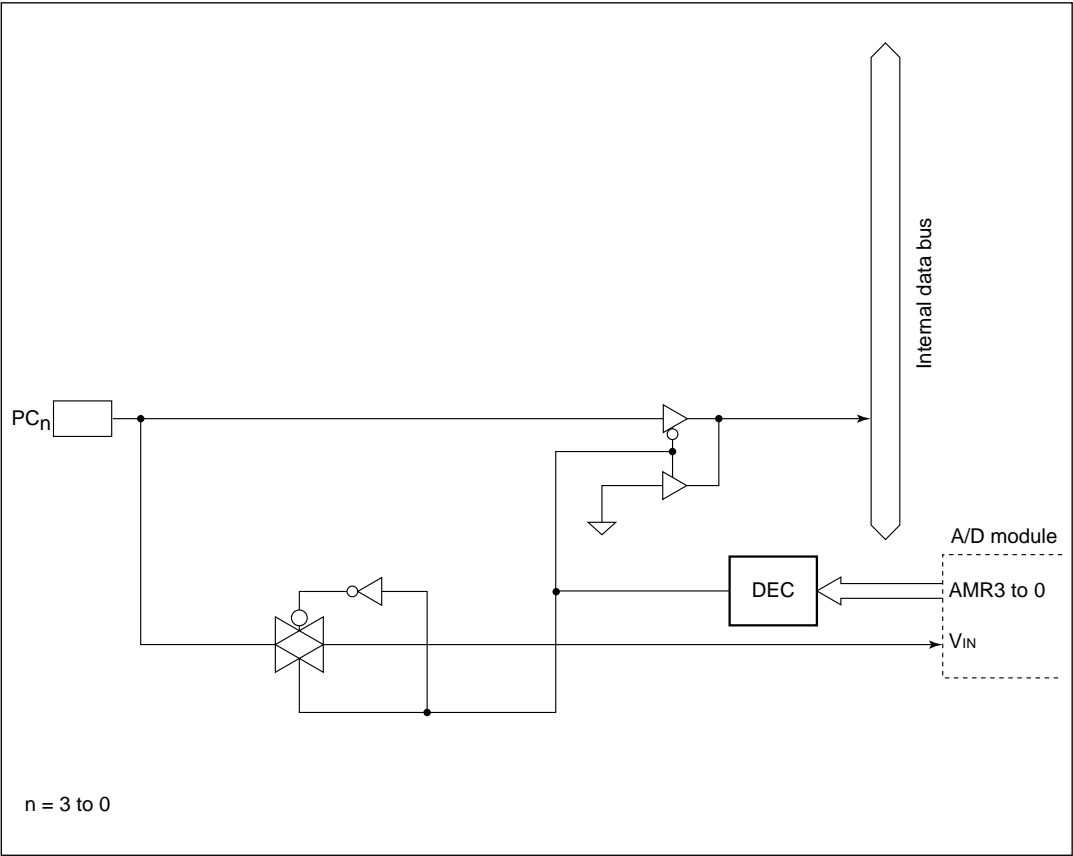 Internal data bus
PCn
A/D module
DEC
AMR3 to 0
VIN
n = 3 to 0